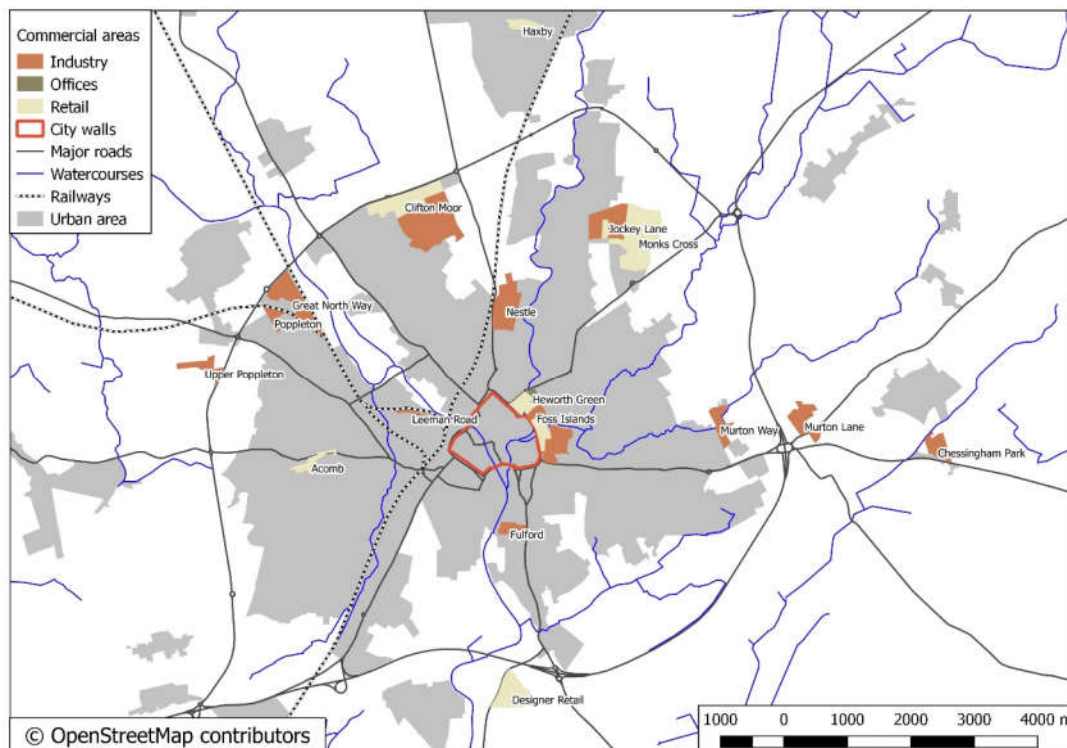 Commercial areas
Industry
Offices
Retail
City walls
Major roads
Watercourses
Railways
Urban area
Haxby
Clifton Moor
Jockey Lane
Monks Cross
Great North Way
Nestle
Poppleton
Upper Poppleton
Heworth Green
Leeman Road
Foss Islands
Murton Way
Murton Lane
Acomb
Chessingham Park
Fulford
Designer Retail
© OpenStreetMap contributors
1000 0 1000 2000 3000 4000 m